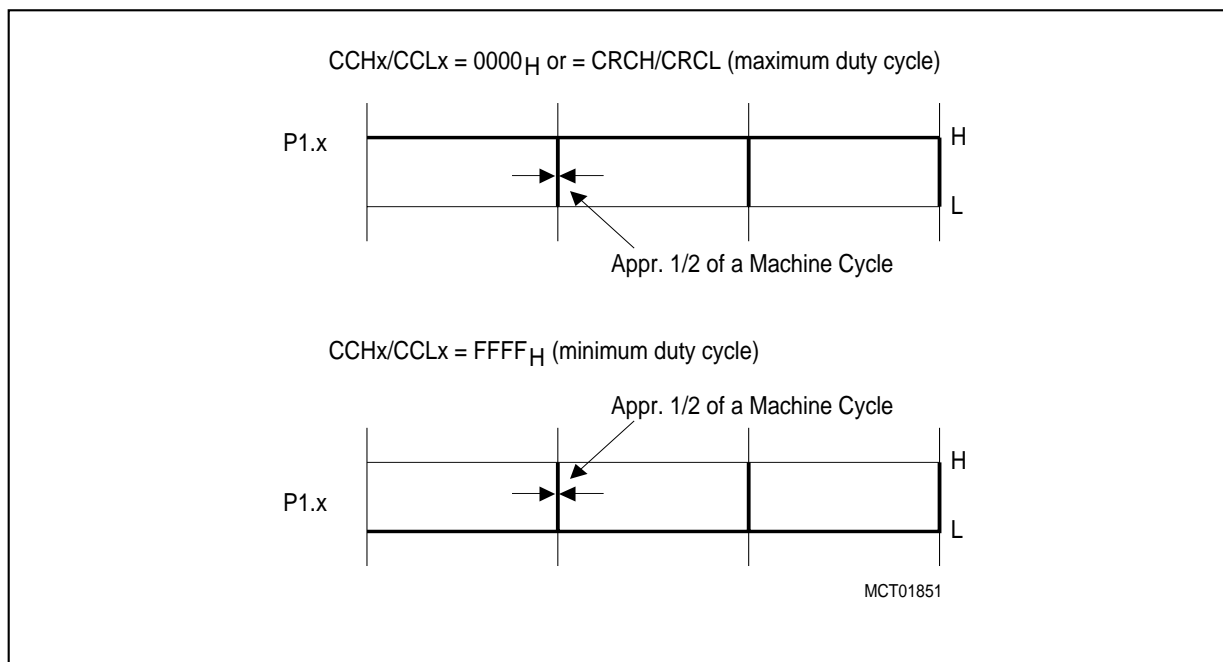 CCHx/CCLx = 0000H or = CRCH/CRCL (maximum duty cycle)
P1.x
H
L
Appr. 1/2 of a Machine Cycle
CCHx/CCLx = FFFFH (minimum duty cycle)
Appr. 1/2 of a Machine Cycle
H
P1.x
L
MCT01851